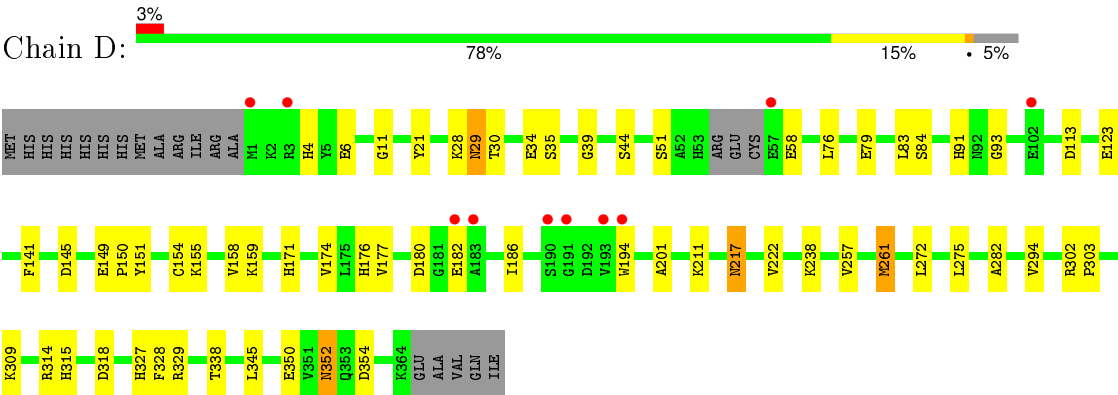 3%
Chain D:
78% 15% • 5%
MET HIS HIS HIS HIS HIS HIS MET ALA ARG ILE ARG ALA M1 K2 R3 H4 Y5 E6 G11 Y21 K28 N29 T30 E34 S35 G39 S44 S51 A52 H53 ARG GLU CYS E57 E58 L76 E79 L83 S84 H91 N92 G93 E102 D113 E123
F141 D145 E149 P150 Y151 C154 K155 V158 K159 H171 V174 L175 H176 V177 D180 G181 E182 A183 I186 S190 G191 D192 V193 W194 A201 K211 N217 V222 K238 V257 M261 L272 L275 A282 V294 R302 P303
K309 R314 H315 D318 H327 F328 R329 T338 L345 E350 V351 N352 Q353 D354 K364 GLU ALA VAL GLN ILE